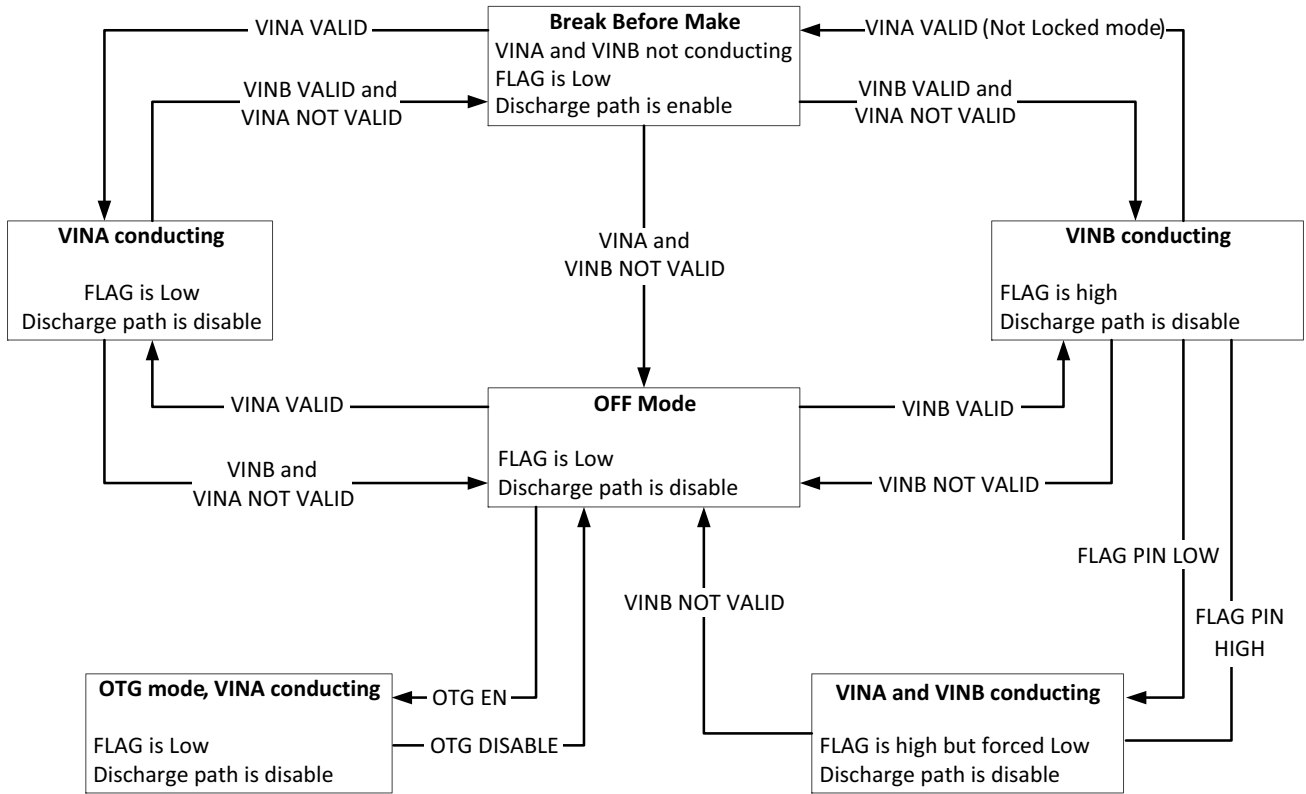 Break Before Make
VINA and VINB not conducting
FLAG is Low
Discharge path is enable
VINA VALID
VINA VALID (Not Locked mode)
VINB VALID and
VINA NOT VALID
VINB VALID and
VINA NOT VALID
VINA conducting
FLAG is Low
Discharge path is disable
VINA and
VINB NOT VALID
VINB conducting
FLAG is high
Discharge path is disable
VINA VALID
OFF Mode
FLAG is Low
Discharge path is disable
VINB VALID
VINB and
VINA NOT VALID
VINB NOT VALID
FLAG PIN LOW
VINB NOT VALID
FLAG PIN
HIGH
OTG mode, VINA conducting
FLAG is Low
Discharge path is disable
OTG EN
OTG DISABLE
VINA and VINB conducting
FLAG is high but forced Low
Discharge path is disable